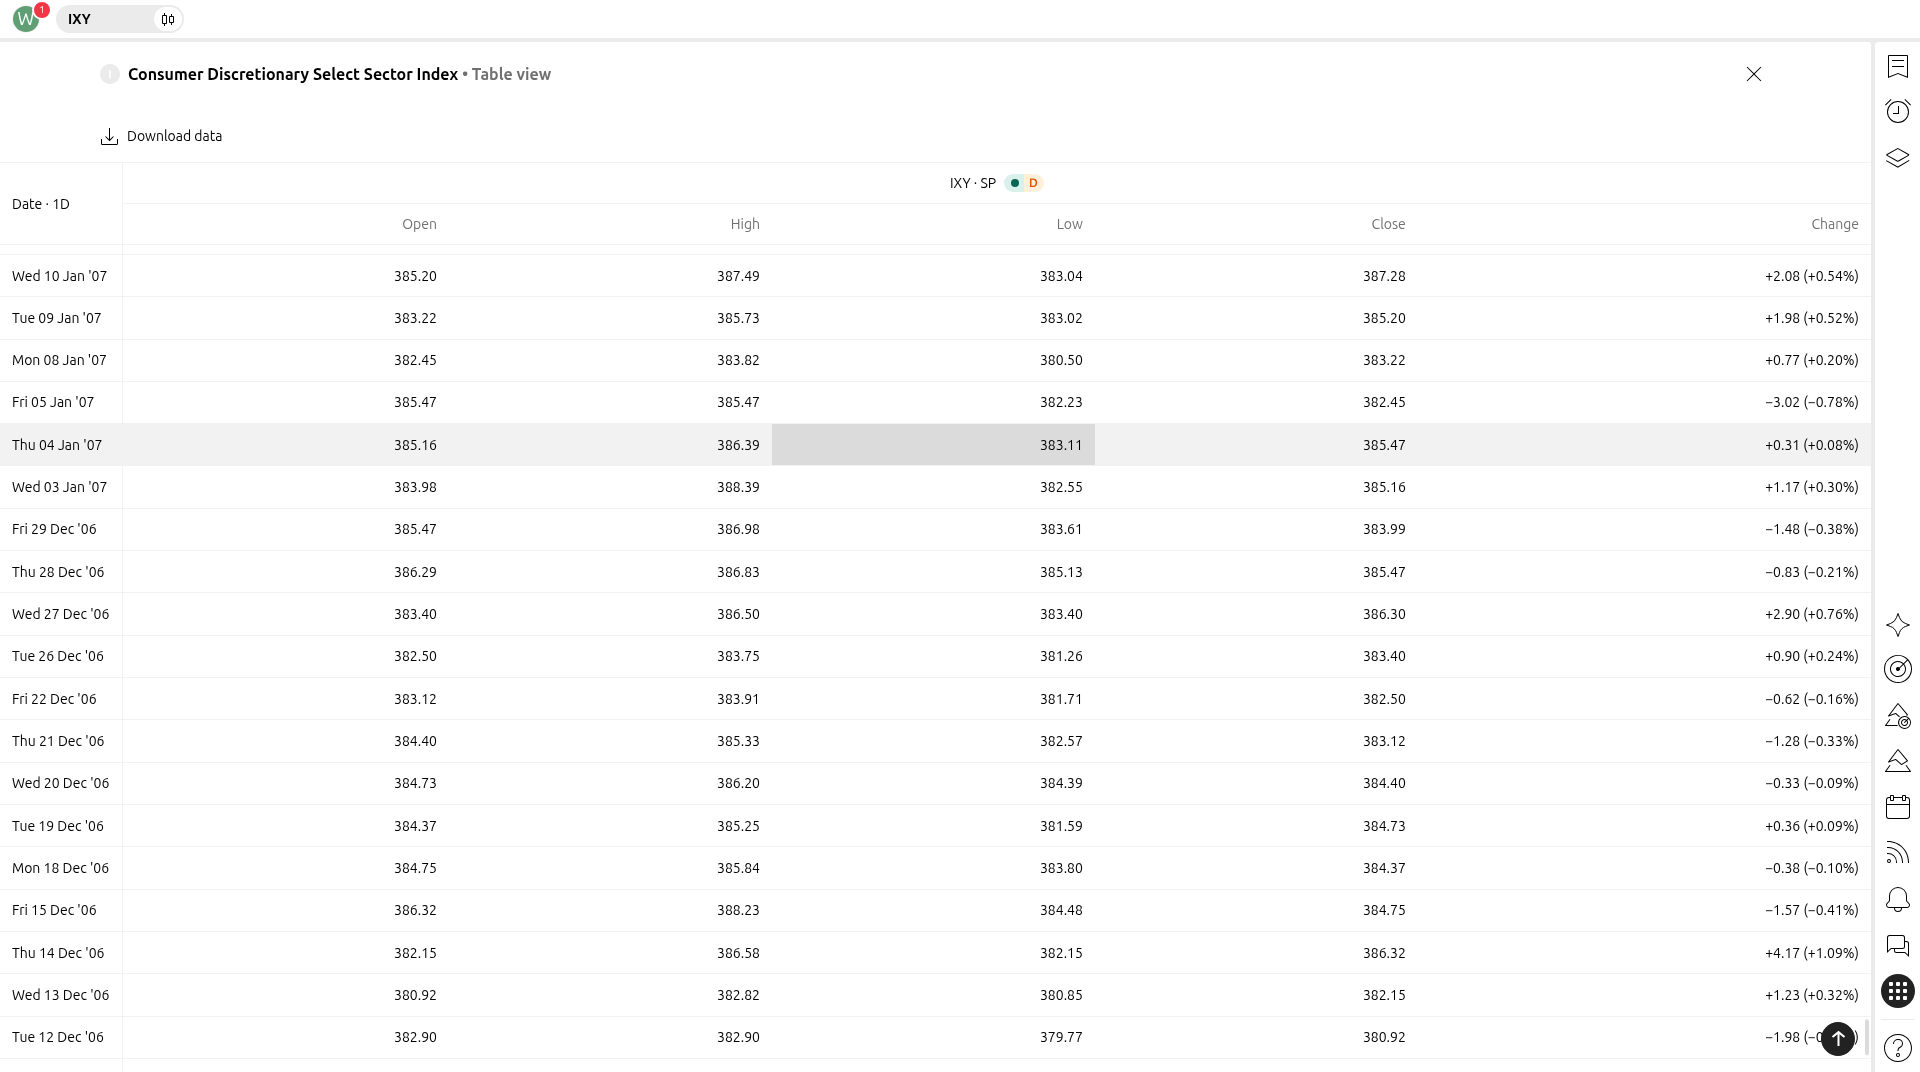 W 1 IXY
I Consumer Discretionary Select Sector Index • Table view
Download data
IXY · SP D
Date · 1D
Open High Low Close Change
Wed 10 Jan '07 385.20 387.49 383.04 387.28 +2.08 (+0.54%)
Tue 09 Jan '07 383.22 385.73 383.02 385.20 +1.98 (+0.52%)
Mon 08 Jan '07 382.45 383.82 380.50 383.22 +0.77 (+0.20%)
Fri 05 Jan '07 385.47 385.47 382.23 382.45 −3.02 (−0.78%)
Thu 04 Jan '07 385.16 386.39 383.11 385.47 +0.31 (+0.08%)
Wed 03 Jan '07 383.98 388.39 382.55 385.16 +1.17 (+0.30%)
Fri 29 Dec '06 385.47 386.98 383.61 383.99 −1.48 (−0.38%)
Thu 28 Dec '06 386.29 386.83 385.13 385.47 −0.83 (−0.21%)
Wed 27 Dec '06 383.40 386.50 383.40 386.30 +2.90 (+0.76%)
Tue 26 Dec '06 382.50 383.75 381.26 383.40 +0.90 (+0.24%)
Fri 22 Dec '06 383.12 383.91 381.71 382.50 −0.62 (−0.16%)
Thu 21 Dec '06 384.40 385.33 382.57 383.12 −1.28 (−0.33%)
Wed 20 Dec '06 384.73 386.20 384.39 384.40 −0.33 (−0.09%)
Tue 19 Dec '06 384.37 385.25 381.59 384.73 +0.36 (+0.09%)
Mon 18 Dec '06 384.75 385.84 383.80 384.37 −0.38 (−0.10%)
Fri 15 Dec '06 386.32 388.23 384.48 384.75 −1.57 (−0.41%)
Thu 14 Dec '06 382.15 386.58 382.15 386.32 +4.17 (+1.09%)
Wed 13 Dec '06 380.92 382.82 380.85 382.15 +1.23 (+0.32%)
Tue 12 Dec '06 382.90 382.90 379.77 380.92 −1.98